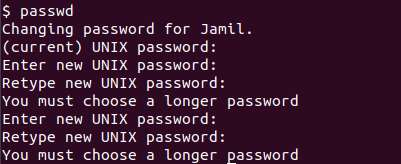 $ passwd
Changing password for Jamil.
(current) UNIX password:
Enter new UNIX password:
Retype new UNIX password:
You must choose a longer password
Enter new UNIX password:
Retype new UNIX password:
You must choose a longer password